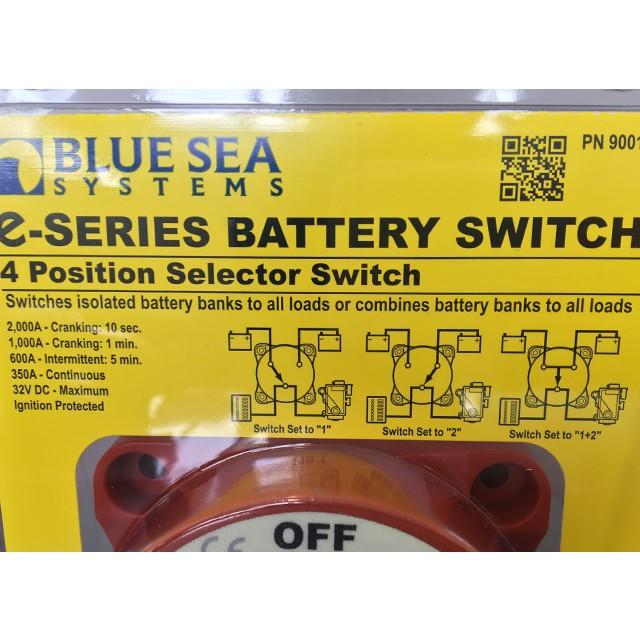 BLUE SEA
SYSTEMS
PN 9001
e-SERIES BATTERY SWITCH
4 Position Selector Switch
Switches isolated battery banks to all loads or combines battery banks to all loads
2,000A - Cranking: 10 sec.
1,000A - Cranking: 1 min.
600A - Intermittent: 5 min.
350A - Continuous
32V DC - Maximum
Ignition Protected
Switch Set to "1"
Switch Set to "2"
Switch Set to "1+2"
CE
OFF